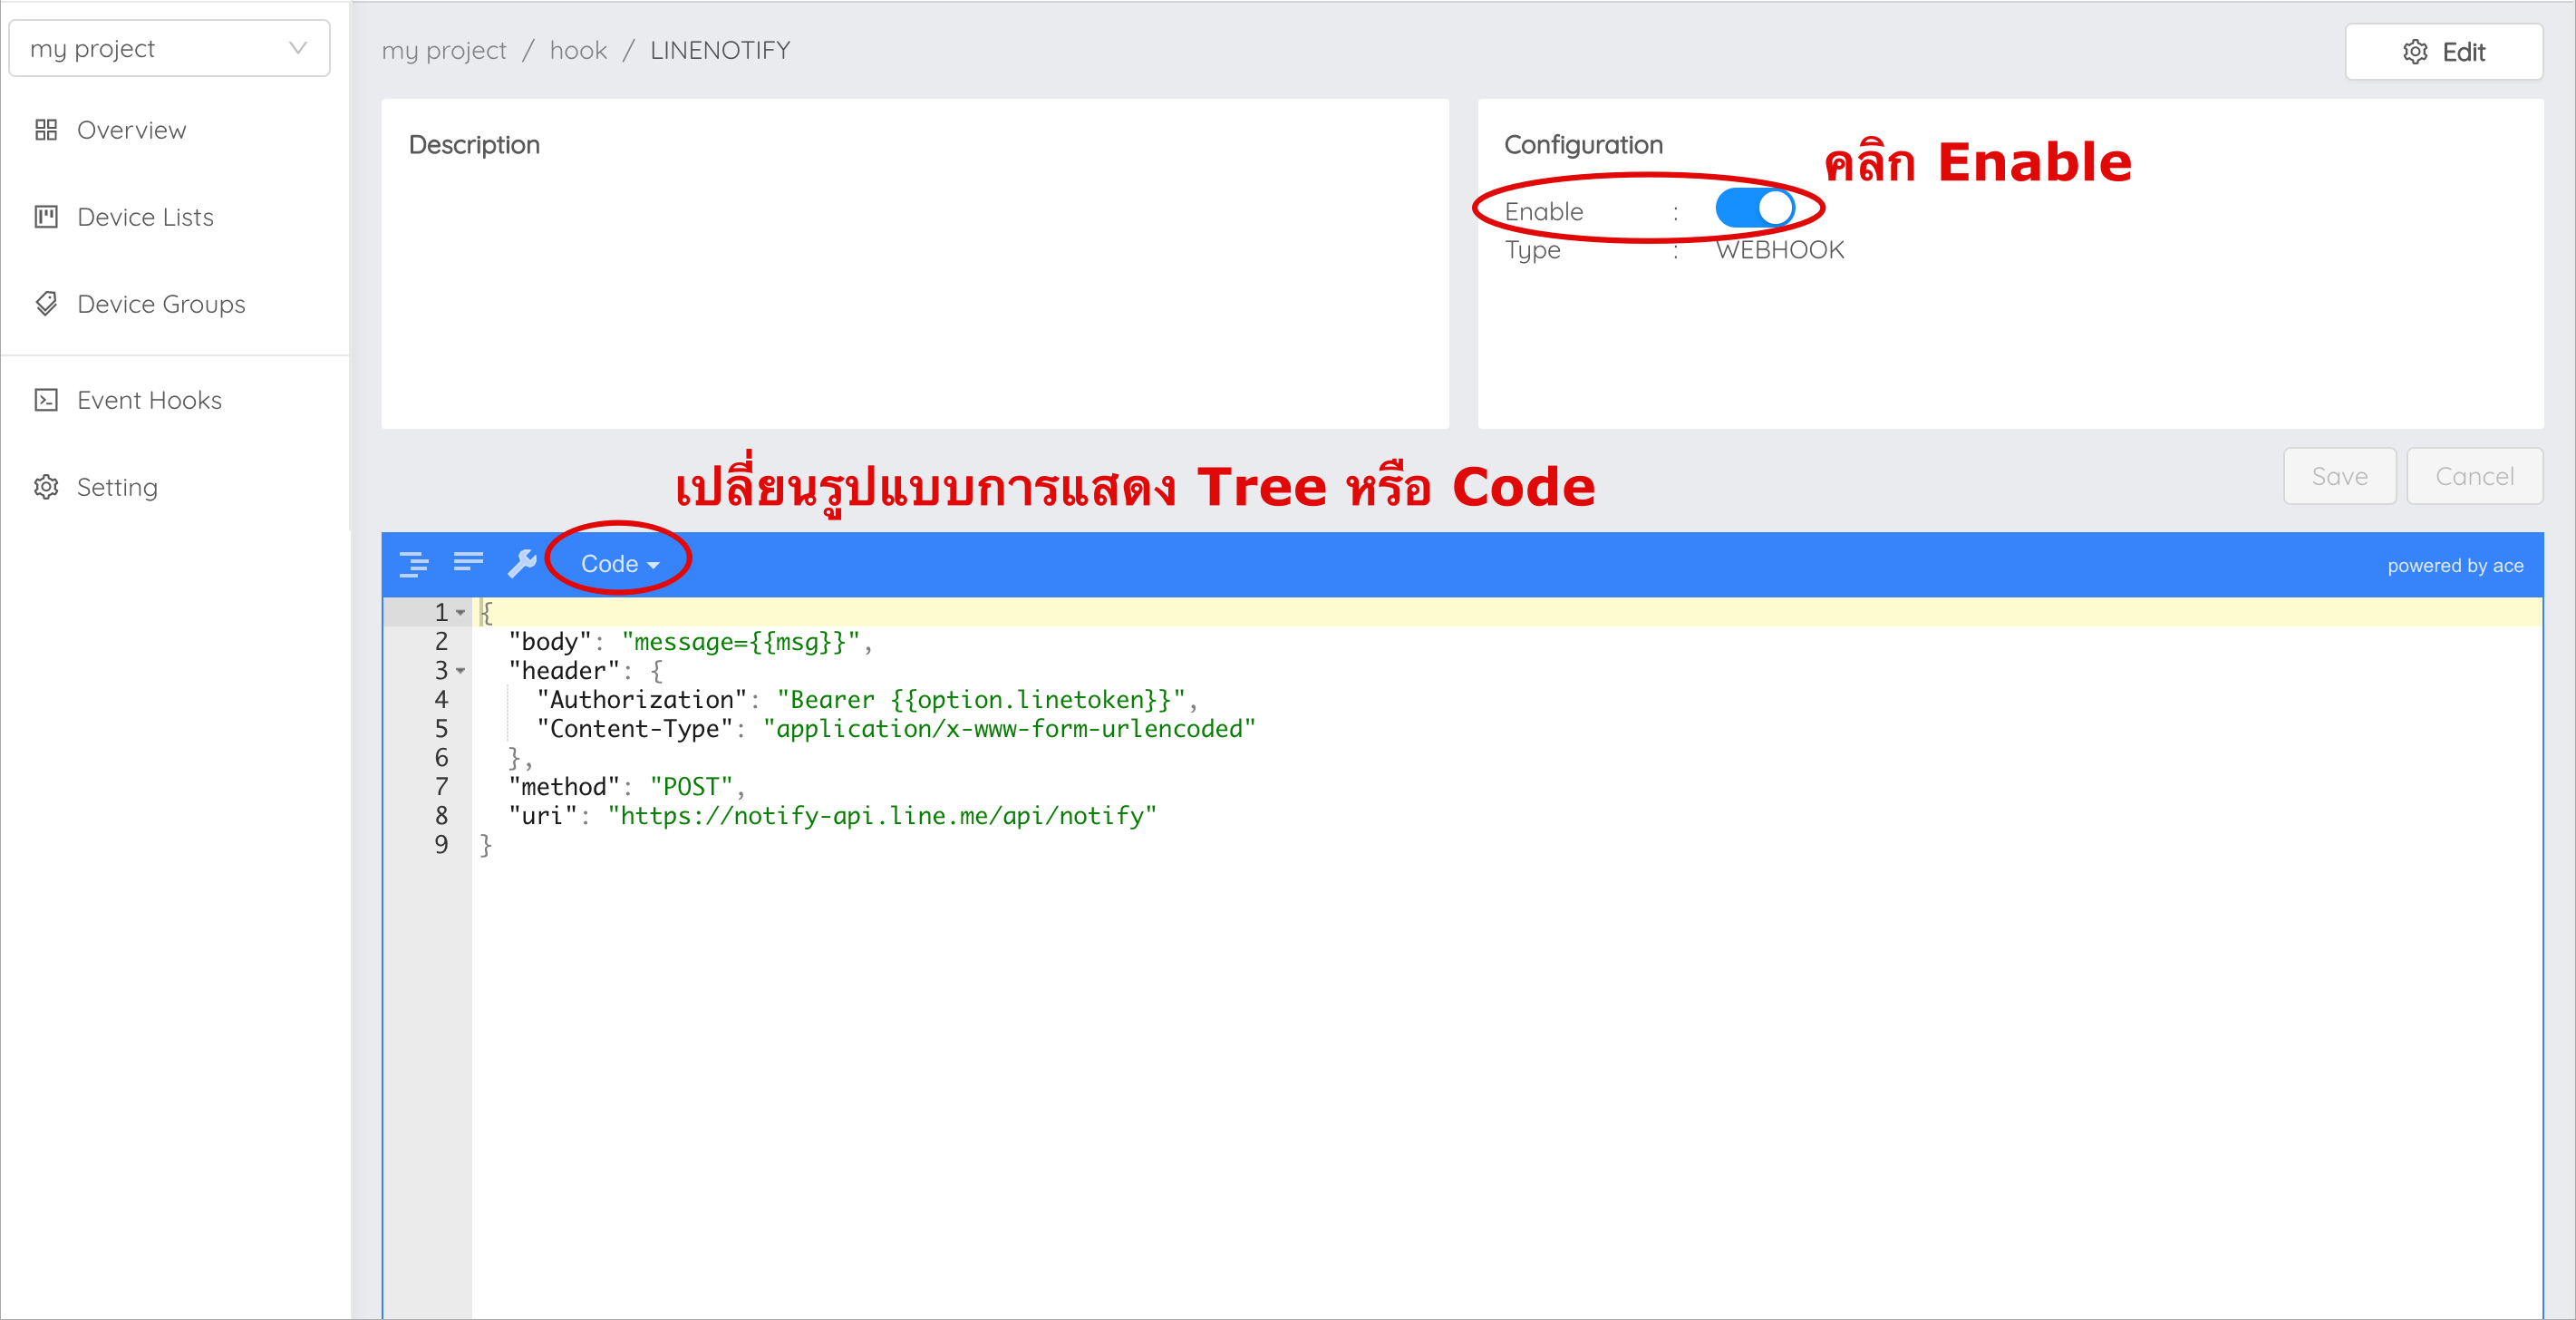 my project
Overview
Device Lists
Device Groups
Event Hooks
Setting
my project / hook / LINENOTIFY
Edit
Description
Configuration
คลิก Enable
Enable :
Type : WEBHOOK
เปลี่ยนรูปแบบการแสดง Tree หรือ Code
Save Cancel
Code powered by ace
1 {
2 "body": "message={{msg}}",
3 "header": {
4 "Authorization": "Bearer {{option.linetoken}}",
5 "Content-Type": "application/x-www-form-urlencoded"
6 },
7 "method": "POST",
8 "uri": "https://notify-api.line.me/api/notify"
9 }